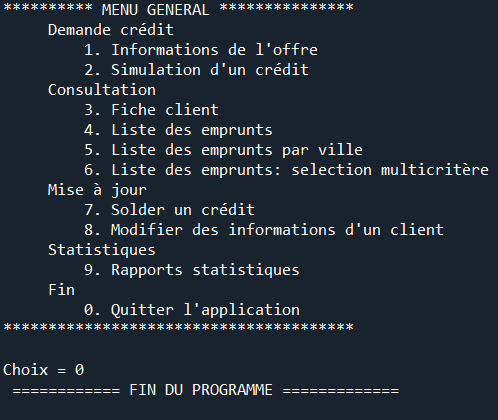 ********** MENU GENERAL ***************
Demande crédit
1. Informations de l'offre
2. Simulation d'un crédit
Consultation
3. Fiche client
4. Liste des emprunts
5. Liste des emprunts par ville
6. Liste des emprunts: selection multicritère
Mise à jour
7. Solder un crédit
8. Modifier des informations d'un client
Statistiques
9. Rapports statistiques
Fin
0. Quitter l'application
***************************************
Choix = 0
============ FIN DU PROGRAMME =============